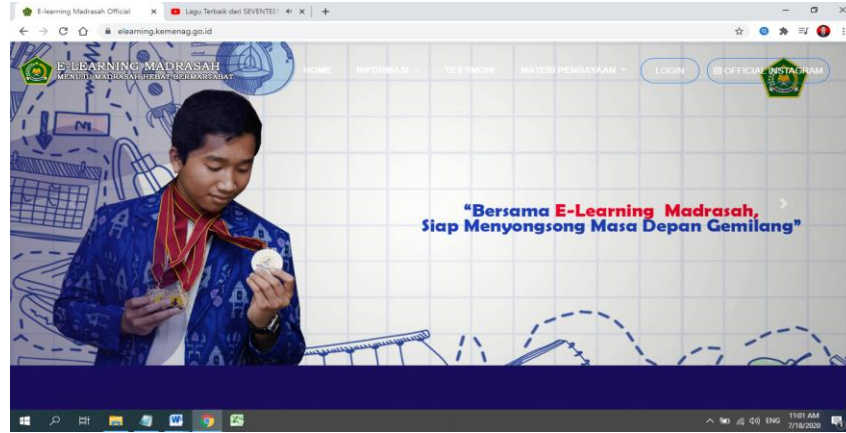 E-learning Madrasah Official
Lagu Terbaik dari SEVENTEE
elearning.kemenag.go.id
E-LEARNING MADRASAH
MENUJU MADRASAH HEBAT BERMARTABAT
HOME INFORMASI TESTIMONI MATERI PENGAYAAN LOGIN OFFICIAL INSTAGRAM
“Bersama E-Learning Madrasah,
Siap Menyongsong Masa Depan Gemilang”
ENG 11:01 AM
7/18/2020